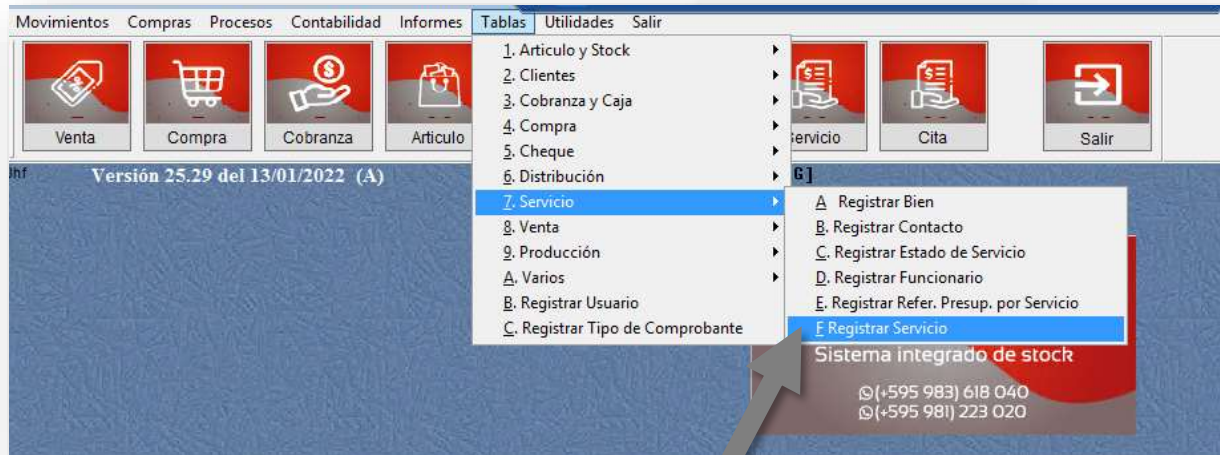 Movimientos Compras Procesos Contabilidad Informes Tablas Utilidades Salir
Venta Compra Cobranza Articulo Cita Salir
1. Articulo y Stock
2. Clientes
3. Cobranza y Caja
4. Compra
5. Cheque
6. Distribución
7. Servicio
8. Venta
9. Producción
A. Varios
B. Registrar Usuario
C. Registrar Tipo de Comprobante
Versión 25.29 del 13/01/2022 (A)
G]
A Registrar Bien
B. Registrar Contacto
C. Registrar Estado de Servicio
D. Registrar Funcionario
E. Registrar Refer. Presup. por Servicio
F Registrar Servicio
Sistema integrado de stock
(+595 983) 618 040
(+595 981) 223 020